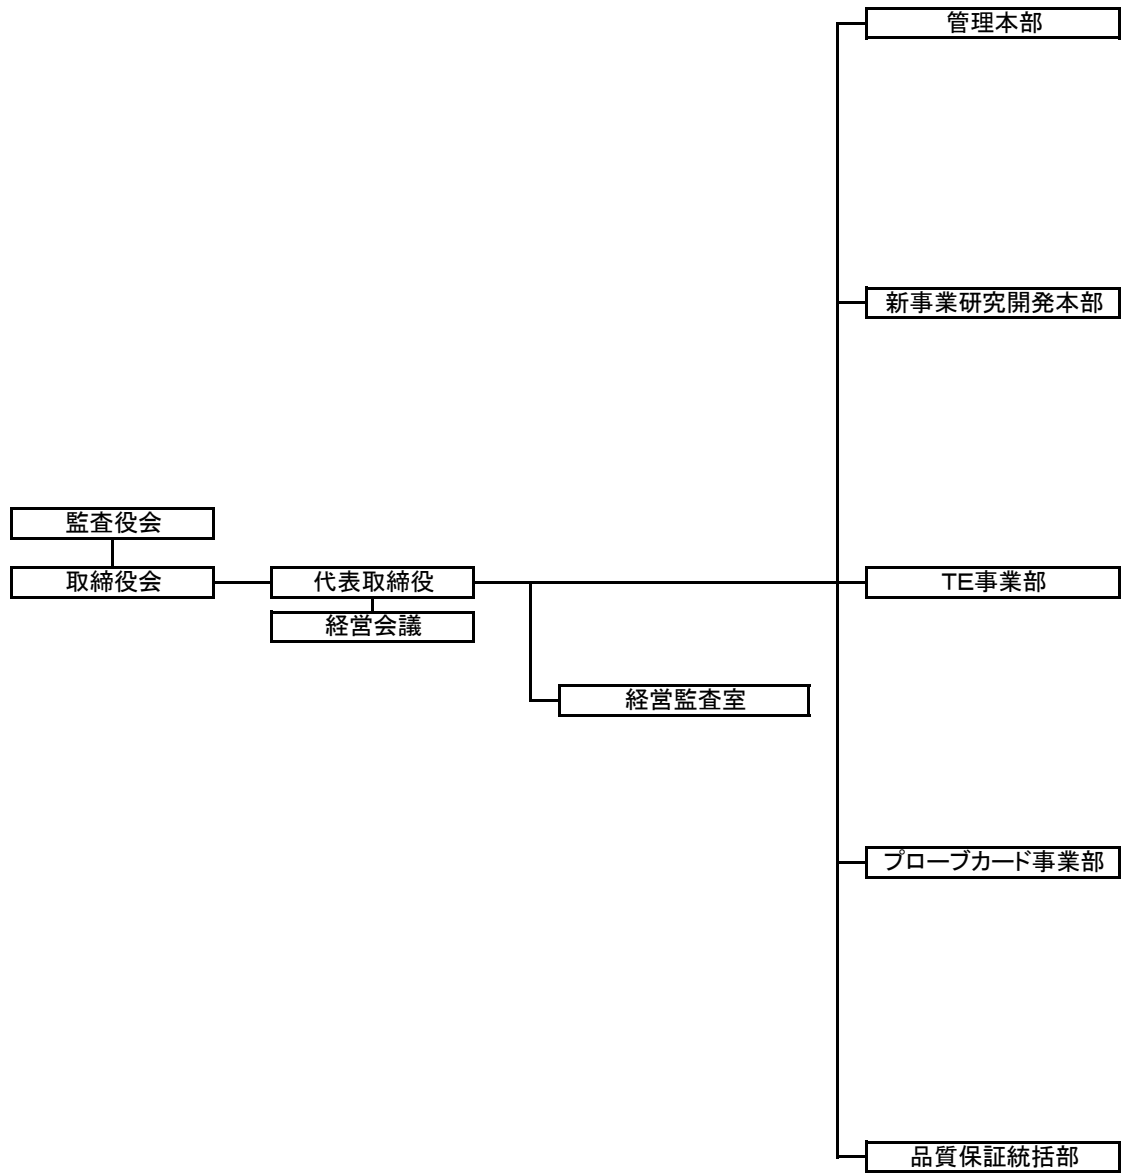 管理本部
新事業研究開発本部
監査役会
取締役会
代表取締役
TE事業部
経営会議
経営監査室
プローブカード事業部
品質保証統括部